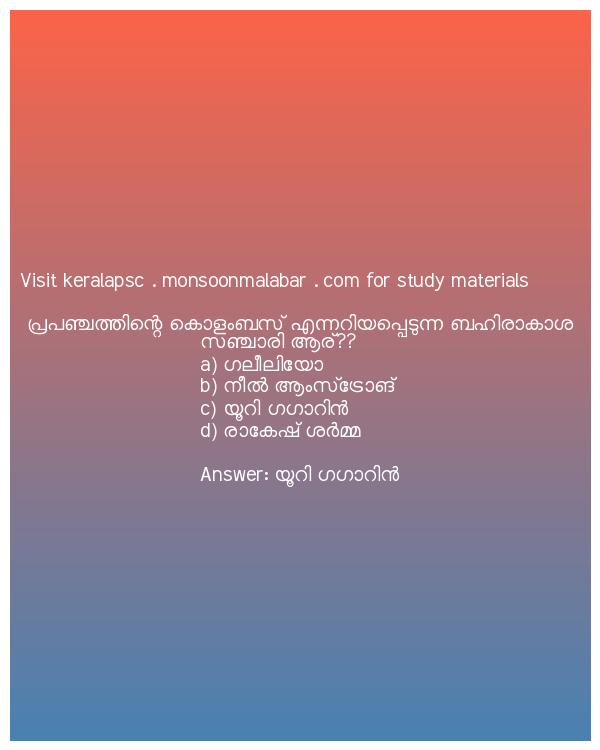 Visit keralapsc . monsoonmalabar . com for study materials
പ്രപഞ്ചത്തിന്റെ കൊളംബസ് എന്നറിയപ്പെടുന്ന ബഹിരാകാശ
സഞ്ചാരി ആര്??
a) ഗലീലിയോ
b) നീൽ ആംസ്ട്രോങ്
c) യൂറി ഗഗാറിൻ
d) രാകേഷ് ശർമ്മ
Answer: യൂറി ഗഗാറിൻ